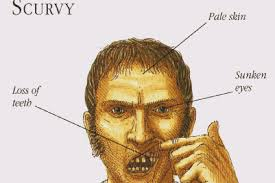 SCURVY
Pale skin
Sunken
eyes
Loss of
teeth